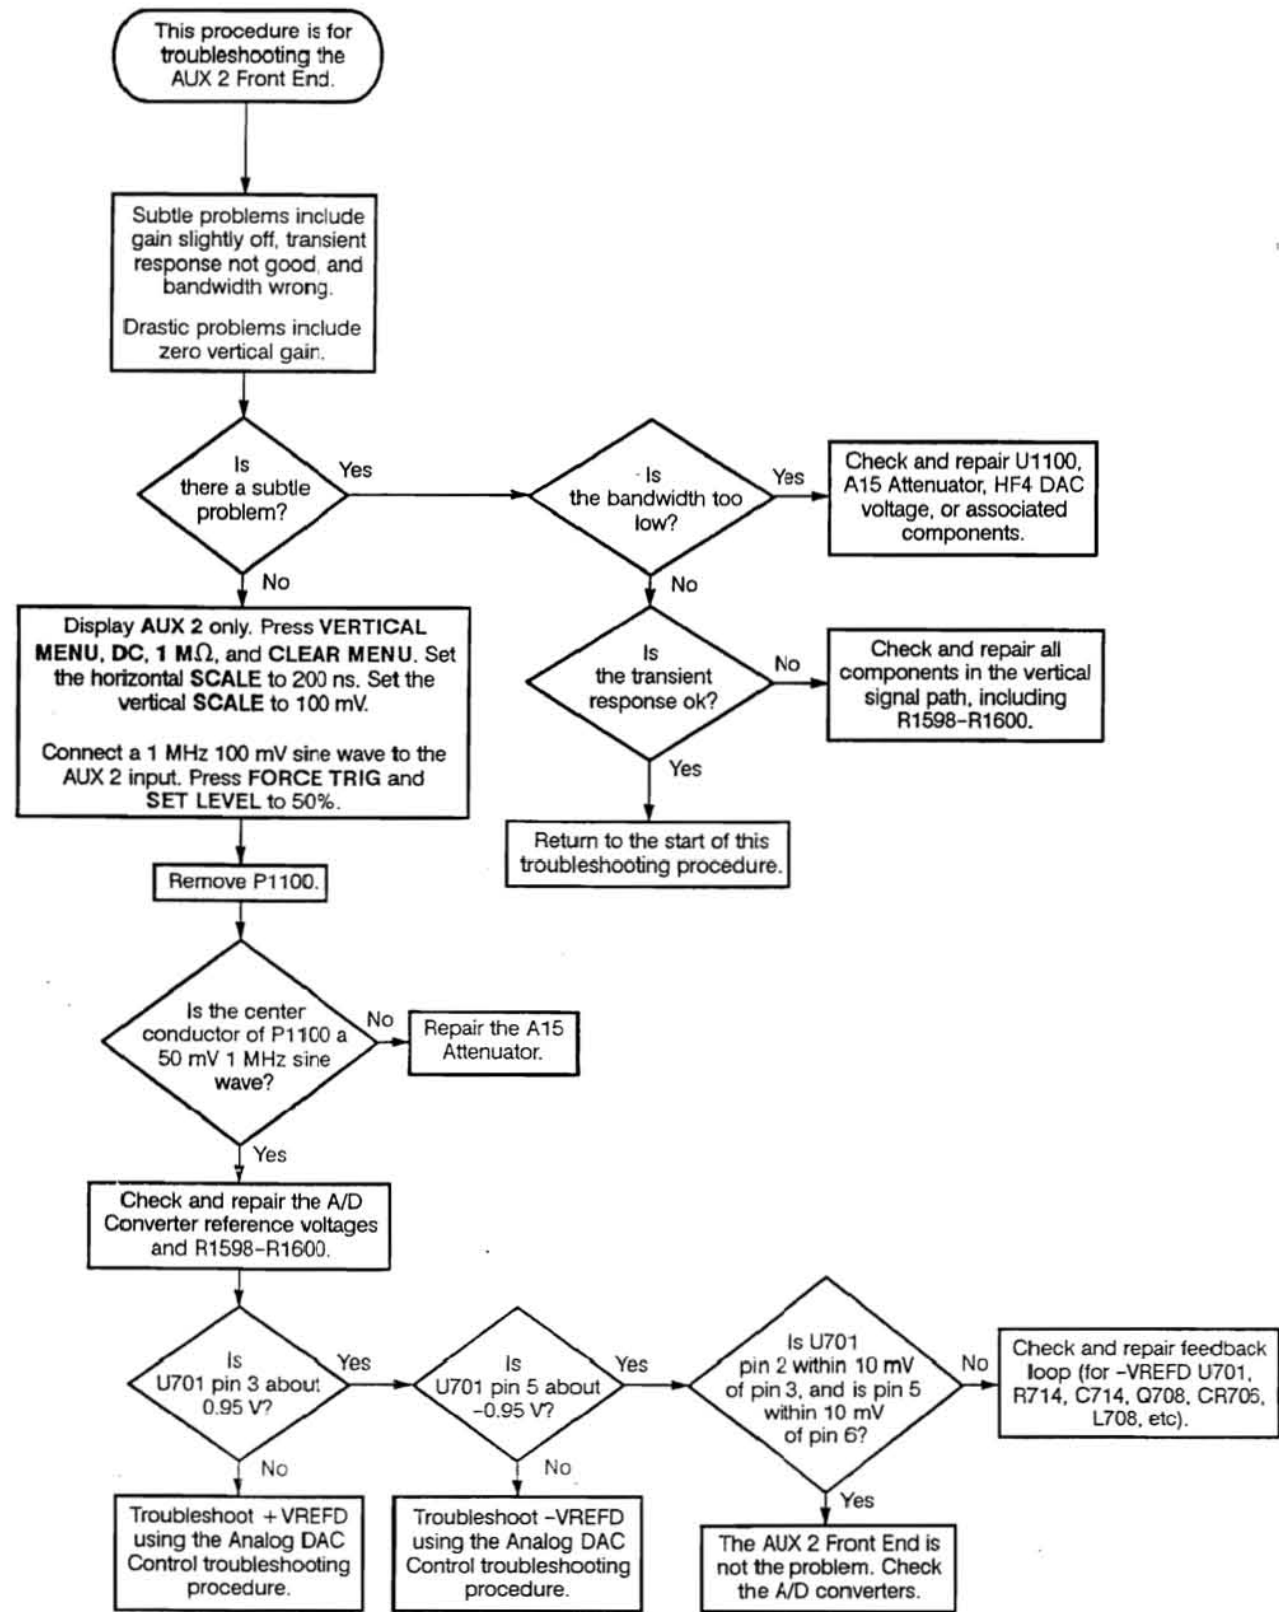 This procedure is for
troubleshooting the
AUX 2 Front End.
Subtle problems include
gain slightly off, transient
response not good, and
bandwidth wrong.
Drastic problems include
zero vertical gain.
Is
there a subtle
problem?
Yes
No
Is
the bandwidth too
low?
Yes
No
Check and repair U1100,
A15 Attenuator, HF4 DAC
voltage, or associated
components.
Display AUX 2 only. Press VERTICAL
MENU, DC, 1 MΩ, and CLEAR MENU. Set
the horizontal SCALE to 200 ns. Set the
vertical SCALE to 100 mV.
Connect a 1 MHz 100 mV sine wave to the
AUX 2 input. Press FORCE TRIG and
SET LEVEL to 50%.
Is
the transient
response ok?
No
Yes
Check and repair all
components in the vertical
signal path, including
R1598–R1600.
Return to the start of this
troubleshooting procedure.
Remove P1100.
Is the center
conductor of P1100 a
50 mV 1 MHz sine
wave?
No
Yes
Repair the A15
Attenuator.
Check and repair the A/D
Converter reference voltages
and R1598–R1600.
Is
U701 pin 3 about
0.95 V?
Yes
No
Is
U701 pin 5 about
–0.95 V?
Yes
No
Is U701
pin 2 within 10 mV
of pin 3, and is pin 5
within 10 mV
of pin 6?
No
Yes
Check and repair feedback
loop (for –VREFD U701,
R714, C714, Q708, CR705,
L708, etc).
Troubleshoot +VREFD
using the Analog DAC
Control troubleshooting
procedure.
Troubleshoot –VREFD
using the Analog DAC
Control troubleshooting
procedure.
The AUX 2 Front End is
not the problem. Check
the A/D converters.